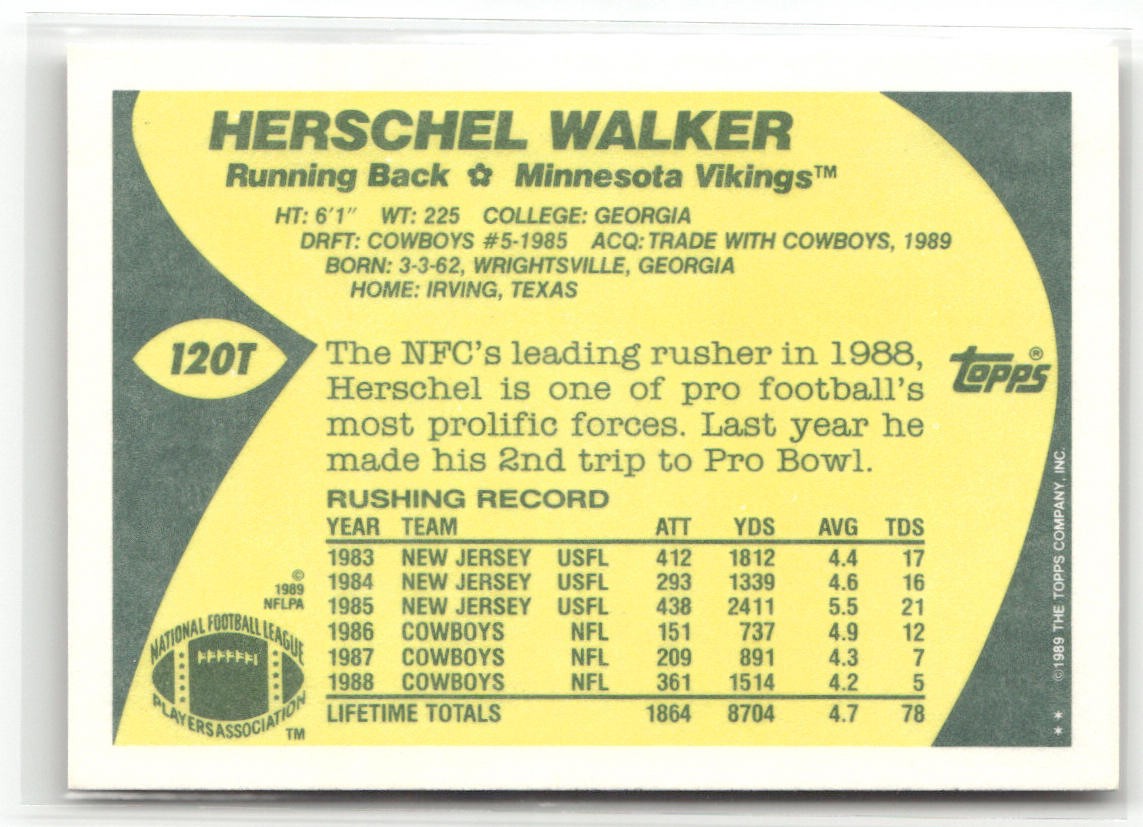 HERSCHEL WALKER
Running Back ✿ Minnesota Vikings™
HT: 6'1" WT: 225 COLLEGE: GEORGIA
DRFT: COWBOYS #5-1985 ACQ: TRADE WITH COWBOYS, 1989
BORN: 3-3-62, WRIGHTSVILLE, GEORGIA
HOME: IRVING, TEXAS
120T
The NFC's leading rusher in 1988,
Herschel is one of pro football's
most prolific forces. Last year he
made his 2nd trip to Pro Bowl.
topps®
RUSHING RECORD
YEAR TEAM ATT YDS AVG TDS
1983 NEW JERSEY USFL 412 1812 4.4 17
1984 NEW JERSEY USFL 293 1339 4.6 16
1985 NEW JERSEY USFL 438 2411 5.5 21
1986 COWBOYS NFL 151 737 4.9 12
1987 COWBOYS NFL 209 891 4.3 7
1988 COWBOYS NFL 361 1514 4.2 5
LIFETIME TOTALS 1864 8704 4.7 78
©
1989
NFLPA
NATIONAL FOOTBALL LEAGUE
PLAYERS ASSOCIATION
TM
** ©1989 THE TOPPS COMPANY, INC.